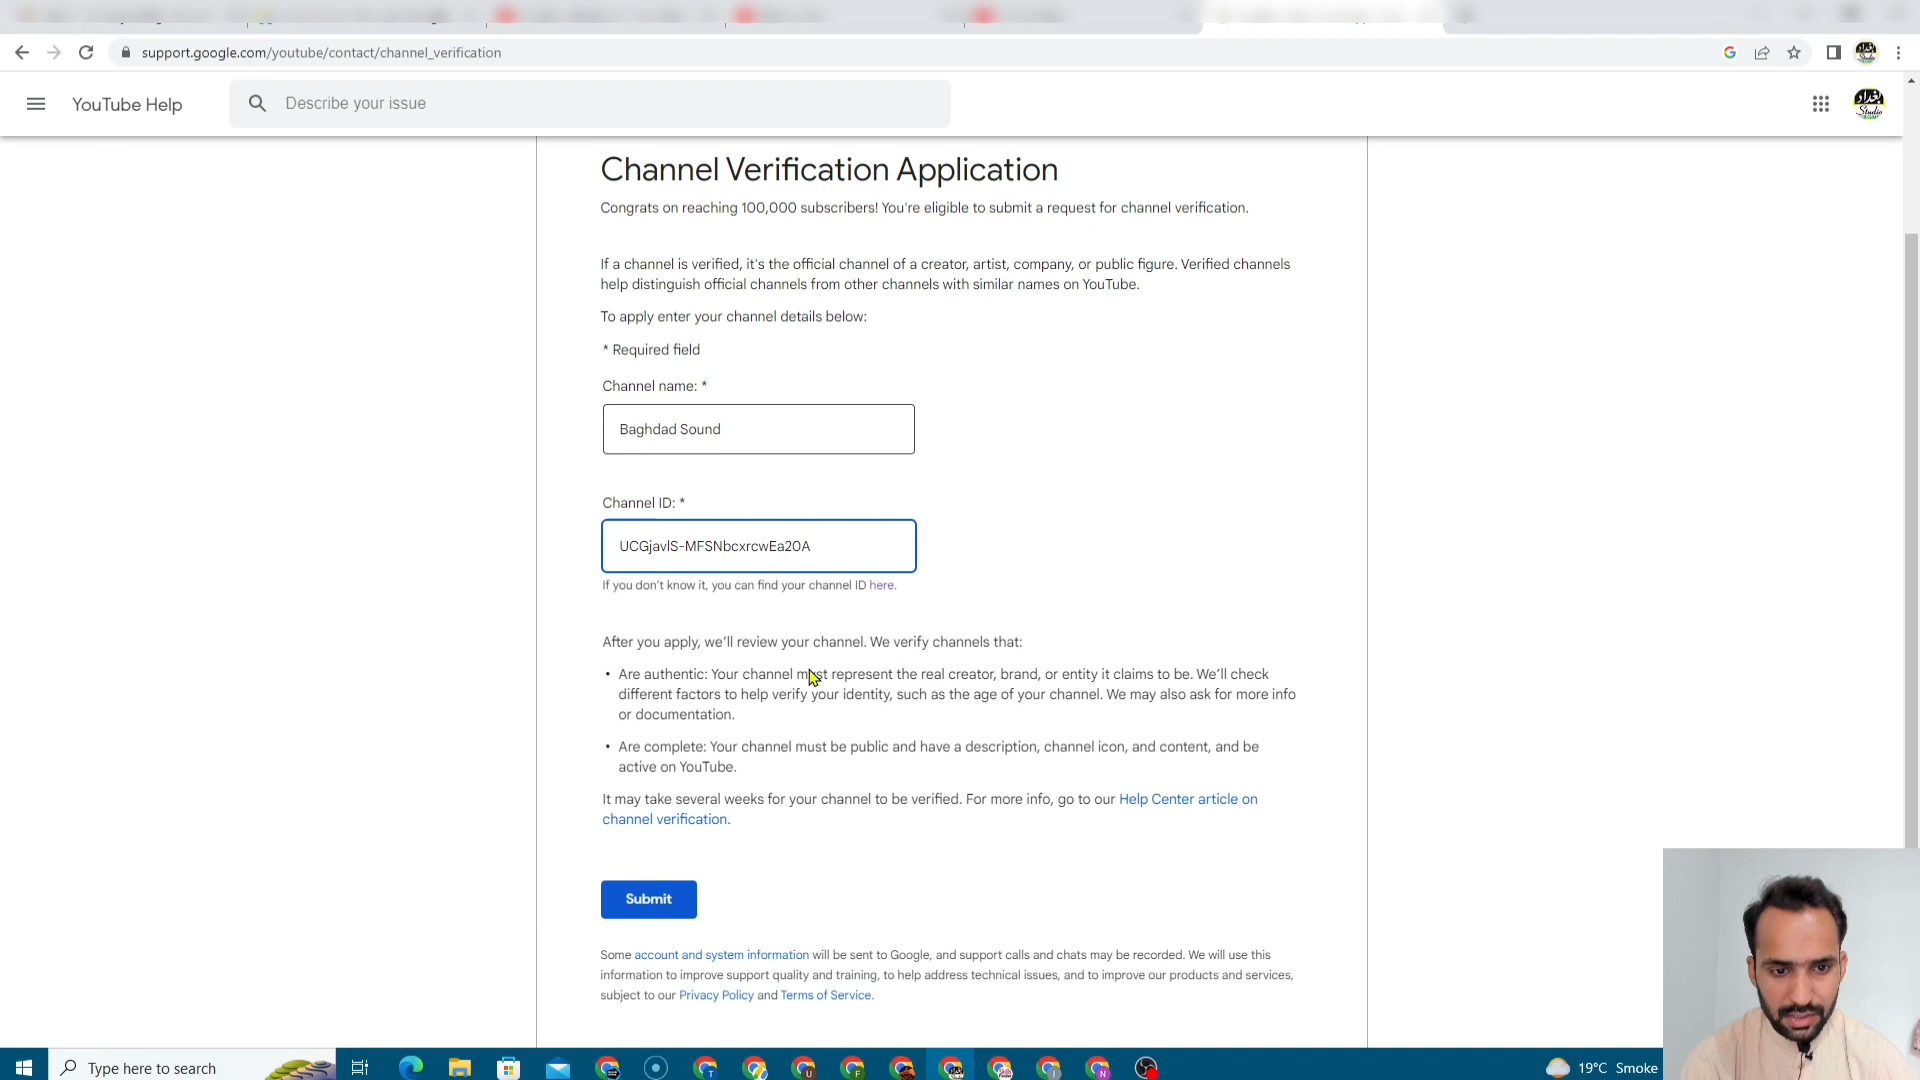 support.google.com/youtube/contact/channel_verification
YouTube Help
Describe your issue
بغداد
Studio
Channel Verification Application
Congrats on reaching 100,000 subscribers! You're eligible to submit a request for channel verification.
If a channel is verified, it's the official channel of a creator, artist, company, or public figure. Verified channels
help distinguish official channels from other channels with similar names on YouTube.
To apply enter your channel details below:
* Required field
Channel name: *
Baghdad Sound
Channel ID: *
UCGjavlS-MFSNbcxrcwEa20A
If you don't know it, you can find your channel ID here.
After you apply, we'll review your channel. We verify channels that:
• Are authentic: Your channel must represent the real creator, brand, or entity it claims to be. We'll check
different factors to help verify your identity, such as the age of your channel. We may also ask for more info
or documentation.
• Are complete: Your channel must be public and have a description, channel icon, and content, and be
active on YouTube.
It may take several weeks for your channel to be verified. For more info, go to our Help Center article on
channel verification.
Submit
Some account and system information will be sent to Google, and support calls and chats may be recorded. We will use this
information to improve support quality and training, to help address technical issues, and to improve our products and services,
subject to our Privacy Policy and Terms of Service.
Type here to search
19°C Smoke